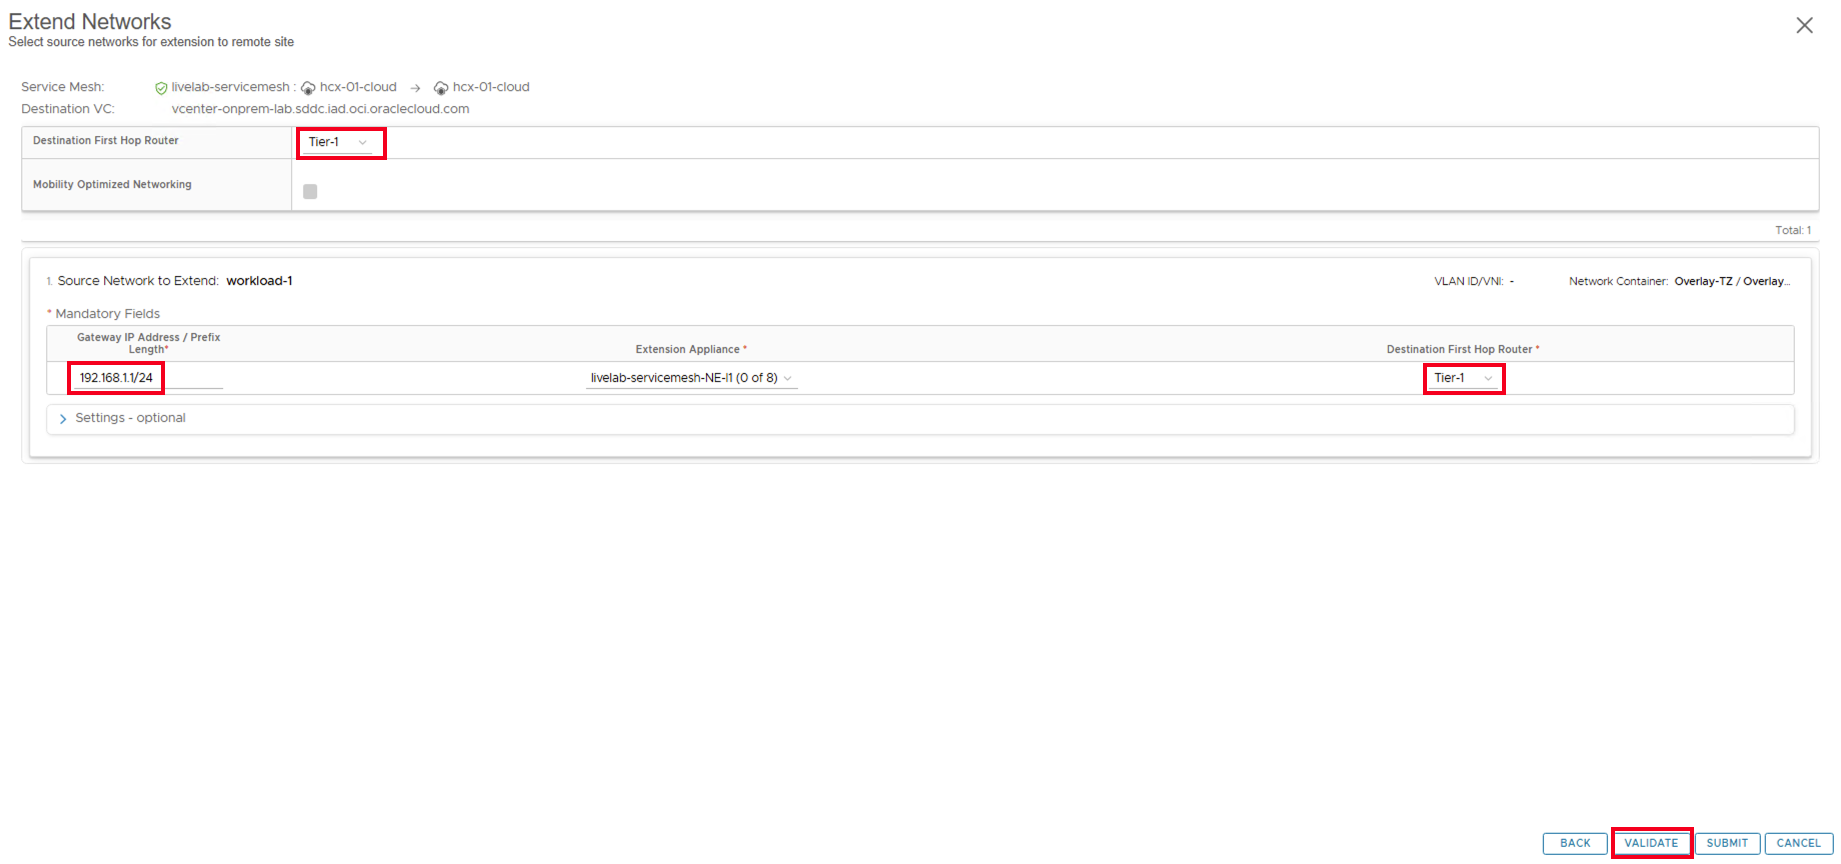 Extend Networks
Select source networks for extension to remote site
Service Mesh: livelab-servicemesh : hcx-01-cloud → hcx-01-cloud
Destination VC: vcenter-onprem-lab.sddc.iad.oci.oraclecloud.com
Destination First Hop Router Tier-1
Mobility Optimized Networking
Total: 1
1. Source Network to Extend: workload-1 VLAN ID/VNI: - Network Container: Overlay-TZ / Overlay...
* Mandatory Fields
Gateway IP Address / Prefix
Length* Extension Appliance * Destination First Hop Router *
192.168.1.1/24 livelab-servicemesh-NE-I1 (0 of 8) Tier-1
Settings - optional
BACK VALIDATE SUBMIT CANCEL